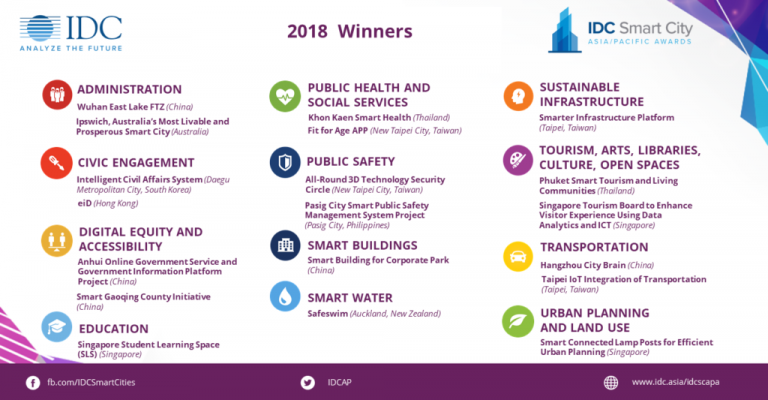 IDC
ANALYZE THE FUTURE
2018 Winners
IDC Smart City
ASIA/PACIFIC AWARDS
ADMINISTRATION
Wuhan East Lake FTZ (China)
Ipswich, Australia's Most Livable and
Prosperous Smart City (Australia)
CIVIC ENGAGEMENT
Intelligent Civil Affairs System (Daegu
Metropolitan City, South Korea)
eiD (Hong Kong)
DIGITAL EQUITY AND
ACCESSIBILITY
Anhui Online Government Service and
Government Information Platform
Project (China)
Smart Gaoqing County Initiative
(China)
EDUCATION
Singapore Student Learning Space
(SLS) (Singapore)
PUBLIC HEALTH AND
SOCIAL SERVICES
Khon Kaen Smart Health (Thailand)
Fit for Age APP (New Taipei City, Taiwan)
PUBLIC SAFETY
All-Round 3D Technology Security
Circle (New Taipei City, Taiwan)
Pasig City Smart Public Safety
Management System Project
(Pasig City, Philippines)
SMART BUILDINGS
Smart Building for Corporate Park
(China)
SMART WATER
Safeswim (Auckland, New Zealand)
SUSTAINABLE
INFRASTRUCTURE
Smarter Infrastructure Platform
(Taipei, Taiwan)
TOURISM, ARTS, LIBRARIES,
CULTURE, OPEN SPACES
Phuket Smart Tourism and Living
Communities (Thailand)
Singapore Tourism Board to Enhance
Visitor Experience Using Data
Analytics and ICT (Singapore)
TRANSPORTATION
Hangzhou City Brain (China)
Taipei IoT Integration of Transportation
(Taipei, Taiwan)
URBAN PLANNING
AND LAND USE
Smart Connected Lamp Posts for Efficient
Urban Planning (Singapore)
fb.com/IDCSmartCities
IDCAP
www.idc.asia/idcscapa